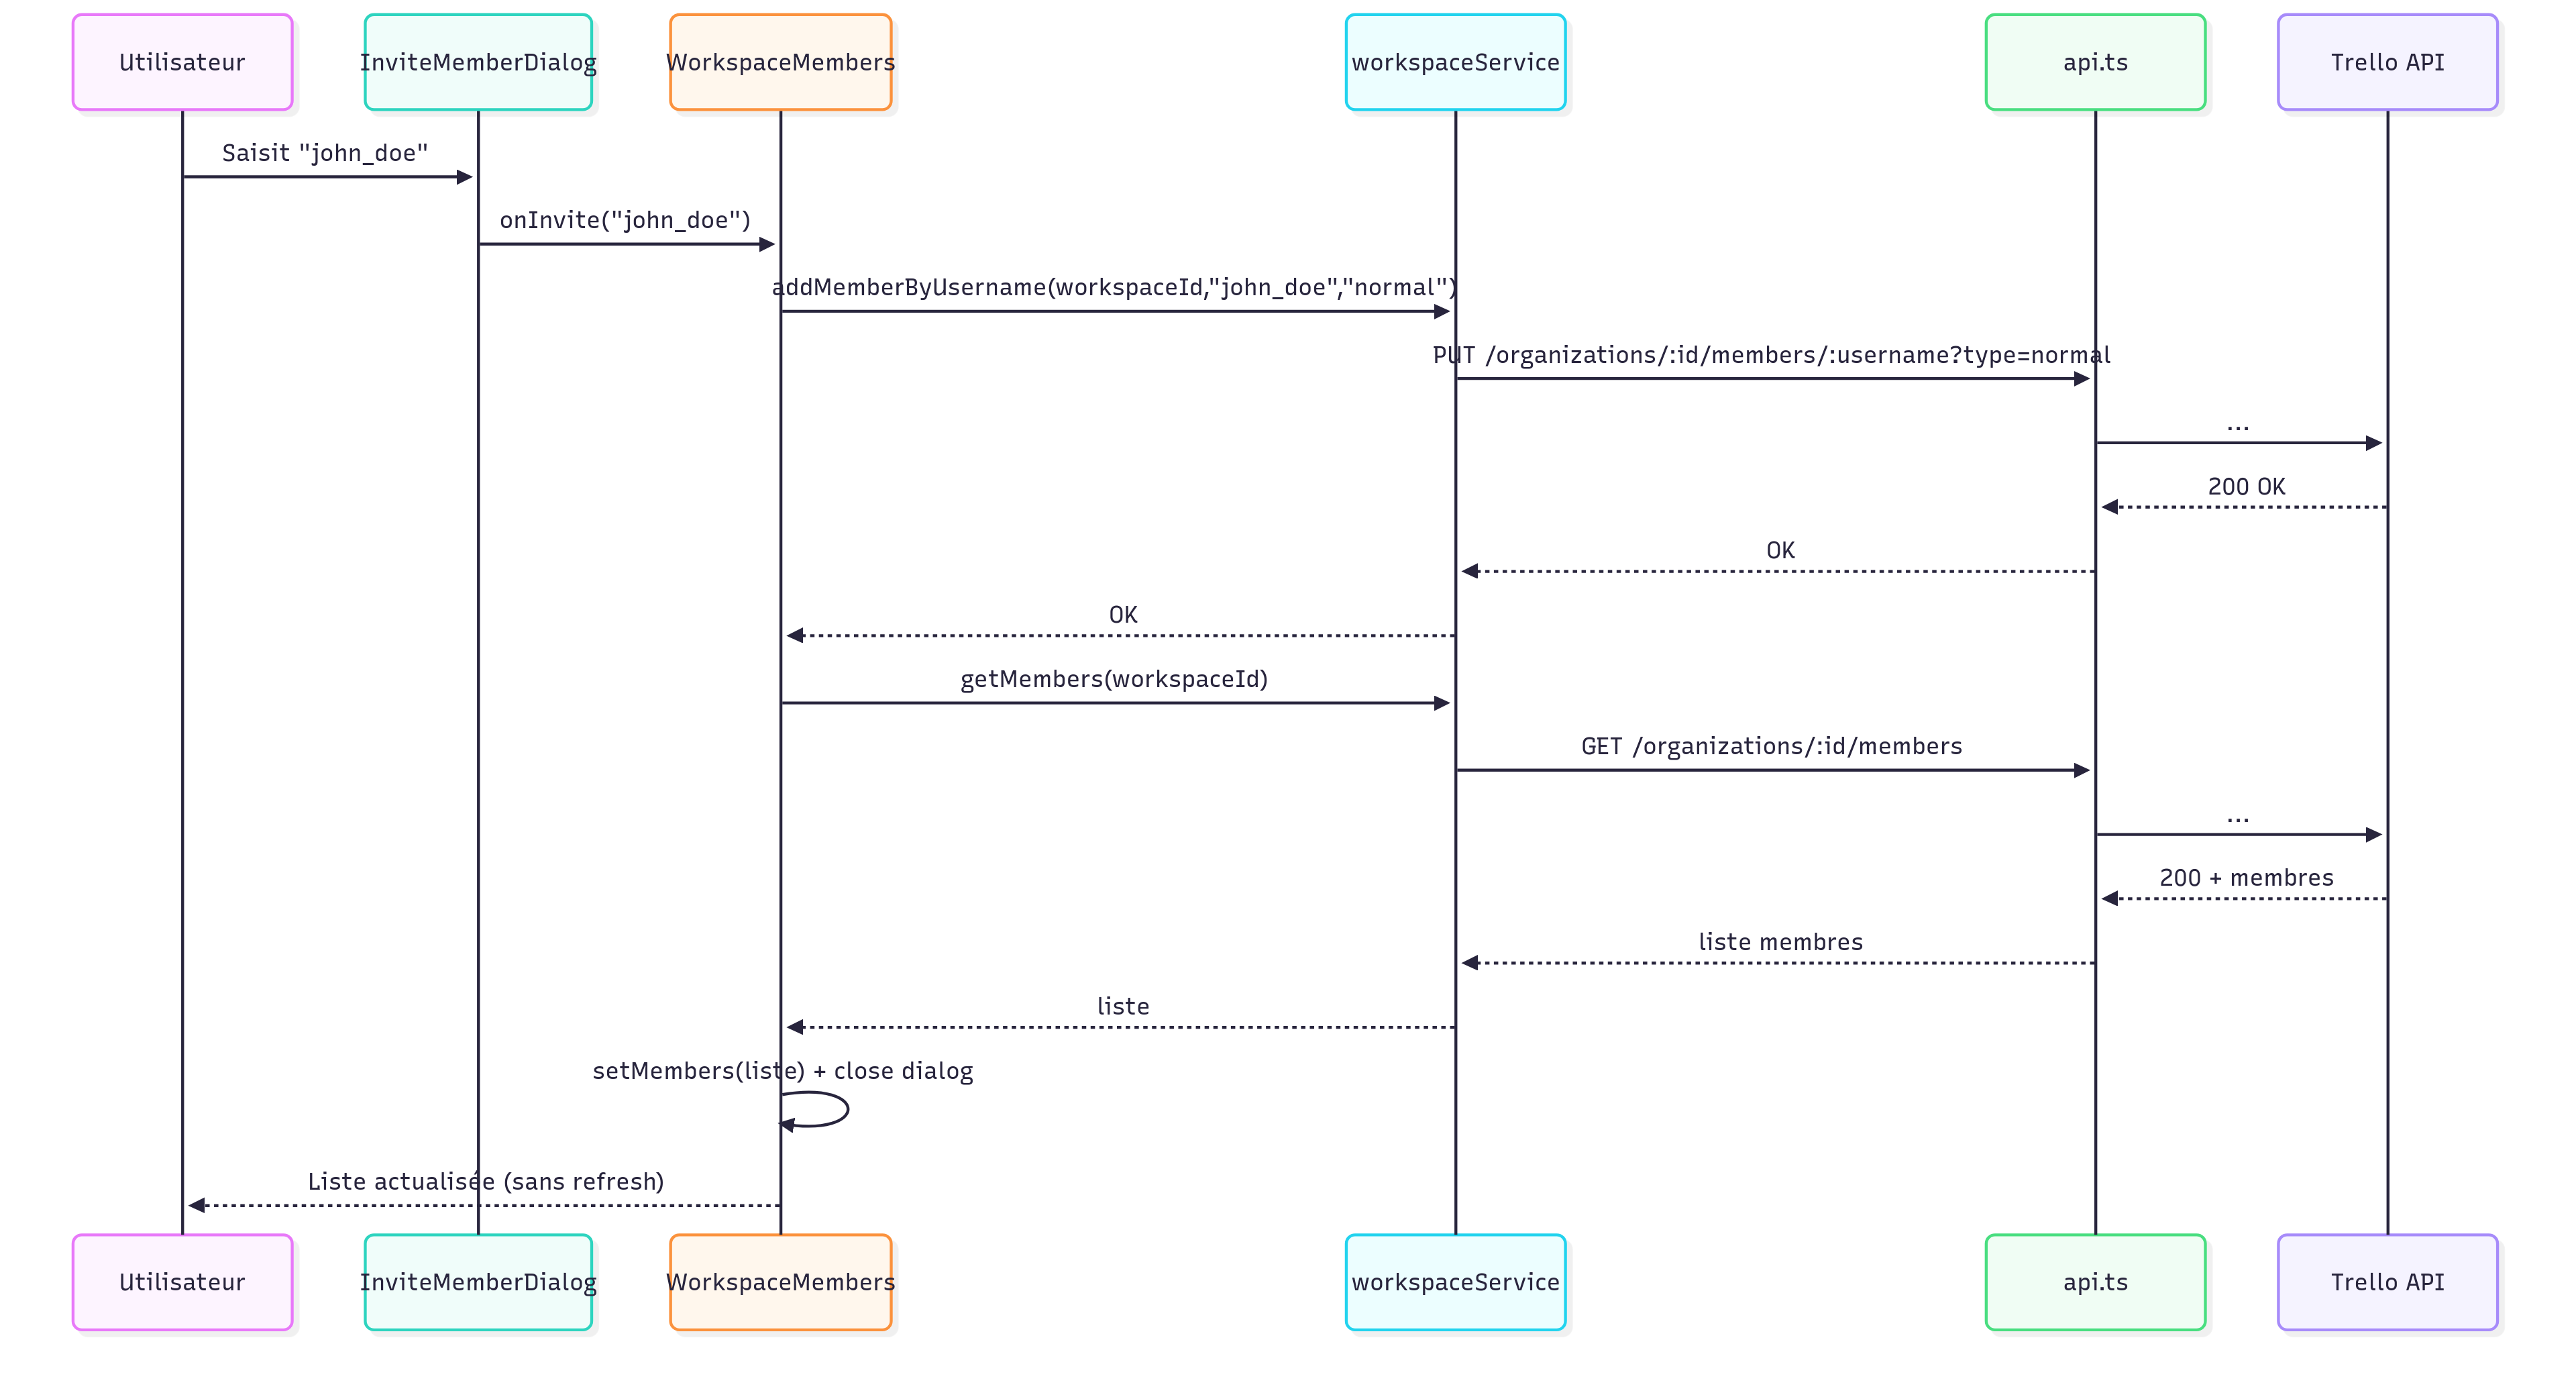 Utilisateur
InviteMemberDialog
WorkspaceMembers
workspaceService
api.ts
Trello API
Saisit "john_doe"
onInvite("john_doe")
addMemberByUsername(workspaceId,"john_doe","normal")
PUT /organizations/:id/members/:username?type=normal
...
200 OK
OK
OK
getMembers(workspaceId)
GET /organizations/:id/members
...
200 + membres
liste membres
liste
setMembers(liste) + close dialog
Liste actualisée (sans refresh)
Utilisateur
InviteMemberDialog
WorkspaceMembers
workspaceService
api.ts
Trello API